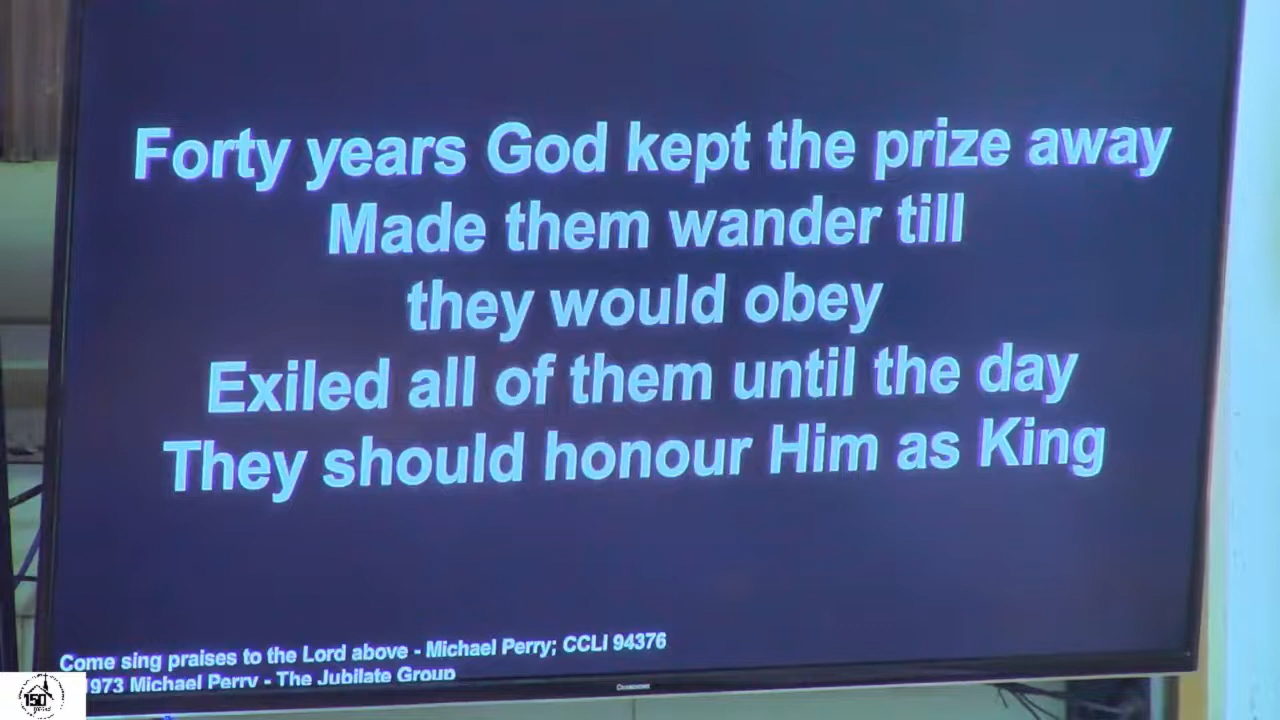 Forty years God kept the prize away
Made them wander till
they would obey
Exiled all of them until the day
They should honour Him as King
Come sing praises to the Lord above - Michael Perry; CCLI 94376
1973 Michael Perry - The Jubilate Group
150